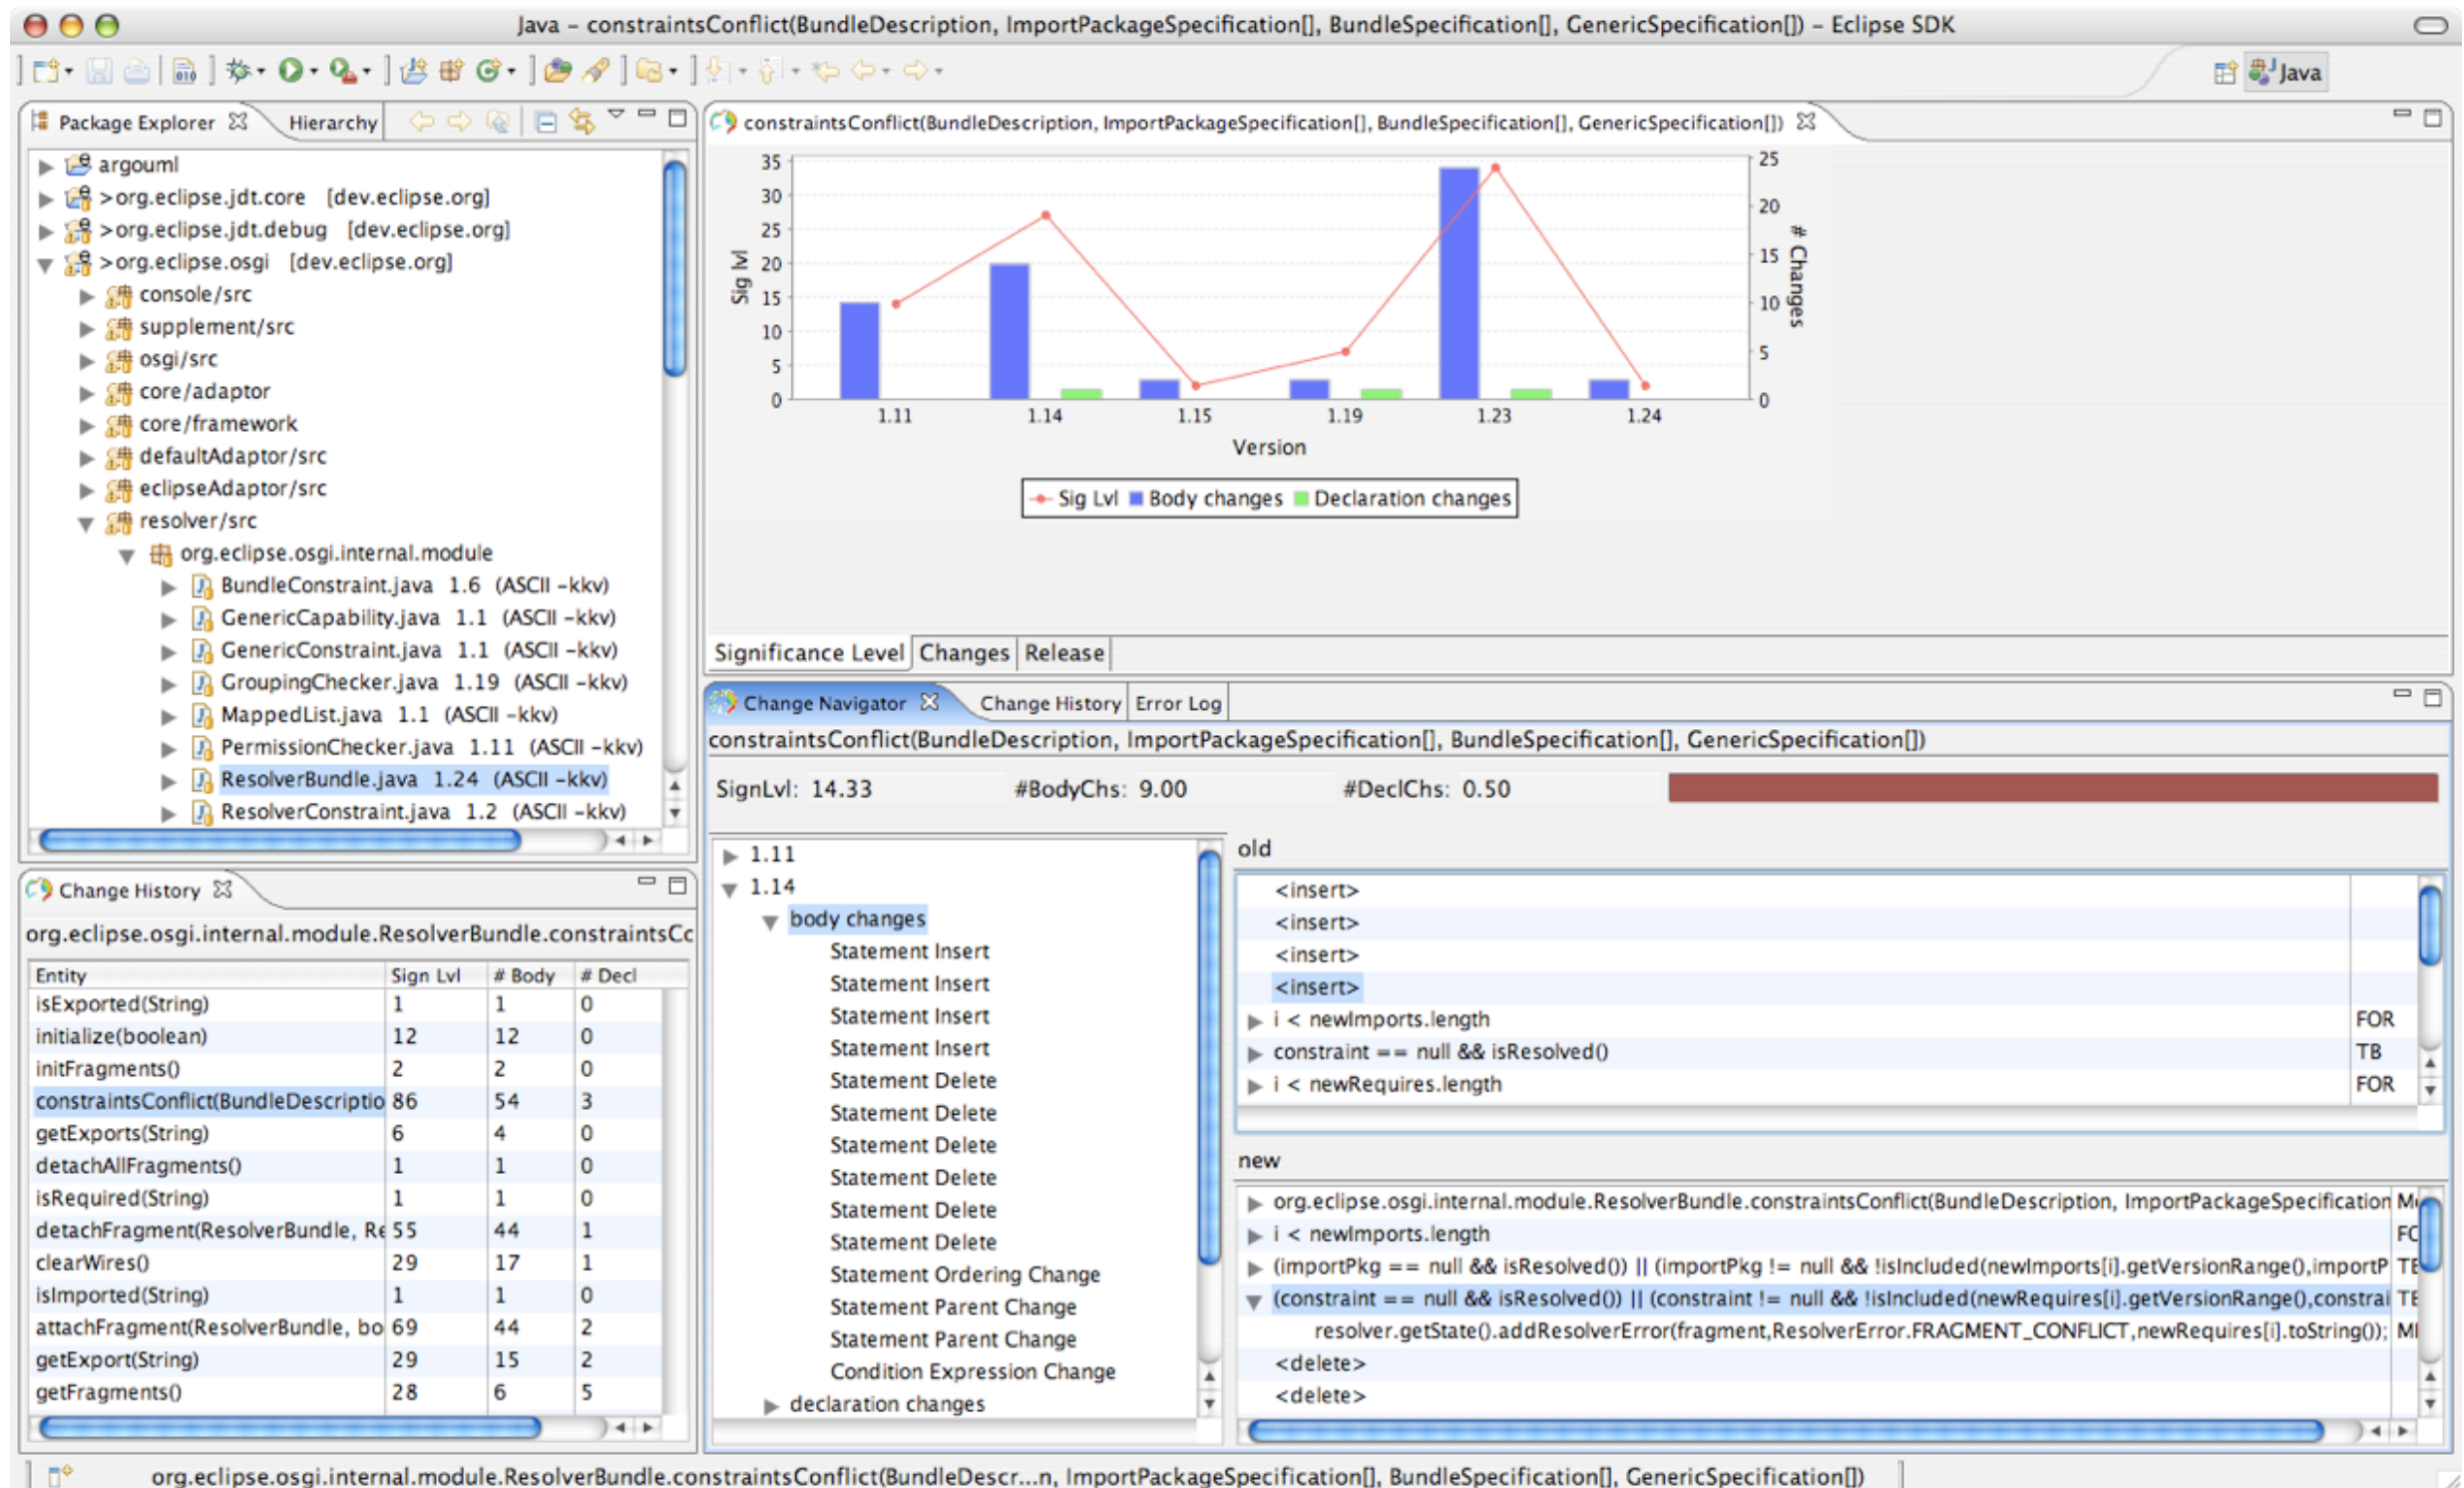 Java – constraintsConflict(BundleDescription, ImportPackageSpecification[], BundleSpecification[], GenericSpecification[]) – Eclipse SDK
Java
Package Explorer Hierarchy
argouml
>org.eclipse.jdt.core [dev.eclipse.org]
>org.eclipse.jdt.debug [dev.eclipse.org]
>org.eclipse.osgi [dev.eclipse.org]
console/src
supplement/src
osgi/src
core/adaptor
core/framework
defaultAdaptor/src
eclipseAdaptor/src
resolver/src
org.eclipse.osgi.internal.module
BundleConstraint.java 1.6 (ASCII -kkv)
GenericCapability.java 1.1 (ASCII -kkv)
GenericConstraint.java 1.1 (ASCII -kkv)
GroupingChecker.java 1.19 (ASCII -kkv)
MappedList.java 1.1 (ASCII -kkv)
PermissionChecker.java 1.11 (ASCII -kkv)
ResolverBundle.java 1.24 (ASCII -kkv)
ResolverConstraint.java 1.2 (ASCII -kkv)
Change History
org.eclipse.osgi.internal.module.ResolverBundle.constraintsCc
Entity Sign Lvl # Body # Decl
isExported(String) 1 1 0
initialize(boolean) 12 12 0
initFragments() 2 2 0
constraintsConflict(BundleDescriptio 86 54 3
getExports(String) 6 4 0
detachAllFragments() 1 1 0
isRequired(String) 1 1 0
detachFragment(ResolverBundle, Re 55 44 1
clearWires() 29 17 1
isImported(String) 1 1 0
attachFragment(ResolverBundle, bo 69 44 2
getExport(String) 29 15 2
getFragments() 28 6 5
constraintsConflict(BundleDescription, ImportPackageSpecification[], BundleSpecification[], GenericSpecification[])
35
30
25
20
15
10
5
0
Sig lvl
25
20
15
10
5
0
# Changes
1.11 1.14 1.15 1.19 1.23 1.24
Version
Sig Lvl Body changes Declaration changes
Significance Level Changes Release
Change Navigator Change History Error Log
constraintsConflict(BundleDescription, ImportPackageSpecification[], BundleSpecification[], GenericSpecification[])
SignLvl: 14.33 #BodyChs: 9.00 #DeclChs: 0.50
1.11
1.14
body changes
Statement Insert
Statement Insert
Statement Insert
Statement Insert
Statement Delete
Statement Delete
Statement Delete
Statement Delete
Statement Delete
Statement Delete
Statement Ordering Change
Statement Parent Change
Statement Parent Change
Condition Expression Change
declaration changes
old
<insert>
<insert>
<insert>
<insert>
i < newImports.length FOR
constraint == null && isResolved() TB
i < newRequires.length FOR
new
org.eclipse.osgi.internal.module.ResolverBundle.constraintsConflict(BundleDescription, ImportPackageSpecification
i < newImports.length
(importPkg == null && isResolved()) || (importPkg != null && !isIncluded(newImports[i].getVersionRange(),importP
(constraint == null && isResolved()) || (constraint != null && !isIncluded(newRequires[i].getVersionRange(),constrai
resolver.getState().addResolverError(fragment,ResolverError.FRAGMENT_CONFLICT,newRequires[i].toString());
<delete>
<delete>
org.eclipse.osgi.internal.module.ResolverBundle.constraintsConflict(BundleDescr...n, ImportPackageSpecification[], BundleSpecification[], GenericSpecification[])